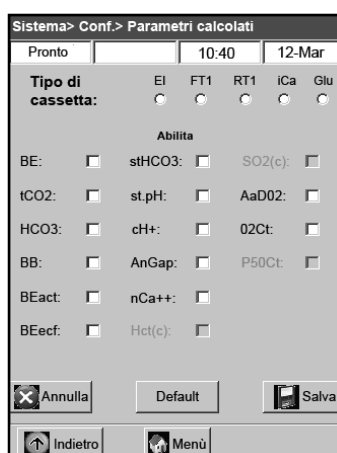 Sistema> Conf.> Parametri calcolati
Pronto 10:40 12-Mar
Tipo di cassetta: El FT1 RT1 iCa Glu
Abilita
BE: stHCO3: SO2(c):
tCO2: st.pH: AaD02:
HCO3: cH+: 02Ct:
BB: AnGap: P50Ct:
BEact: nCa++:
BEecf: Hct(c):
Annulla Default Salva
Indietro Menù